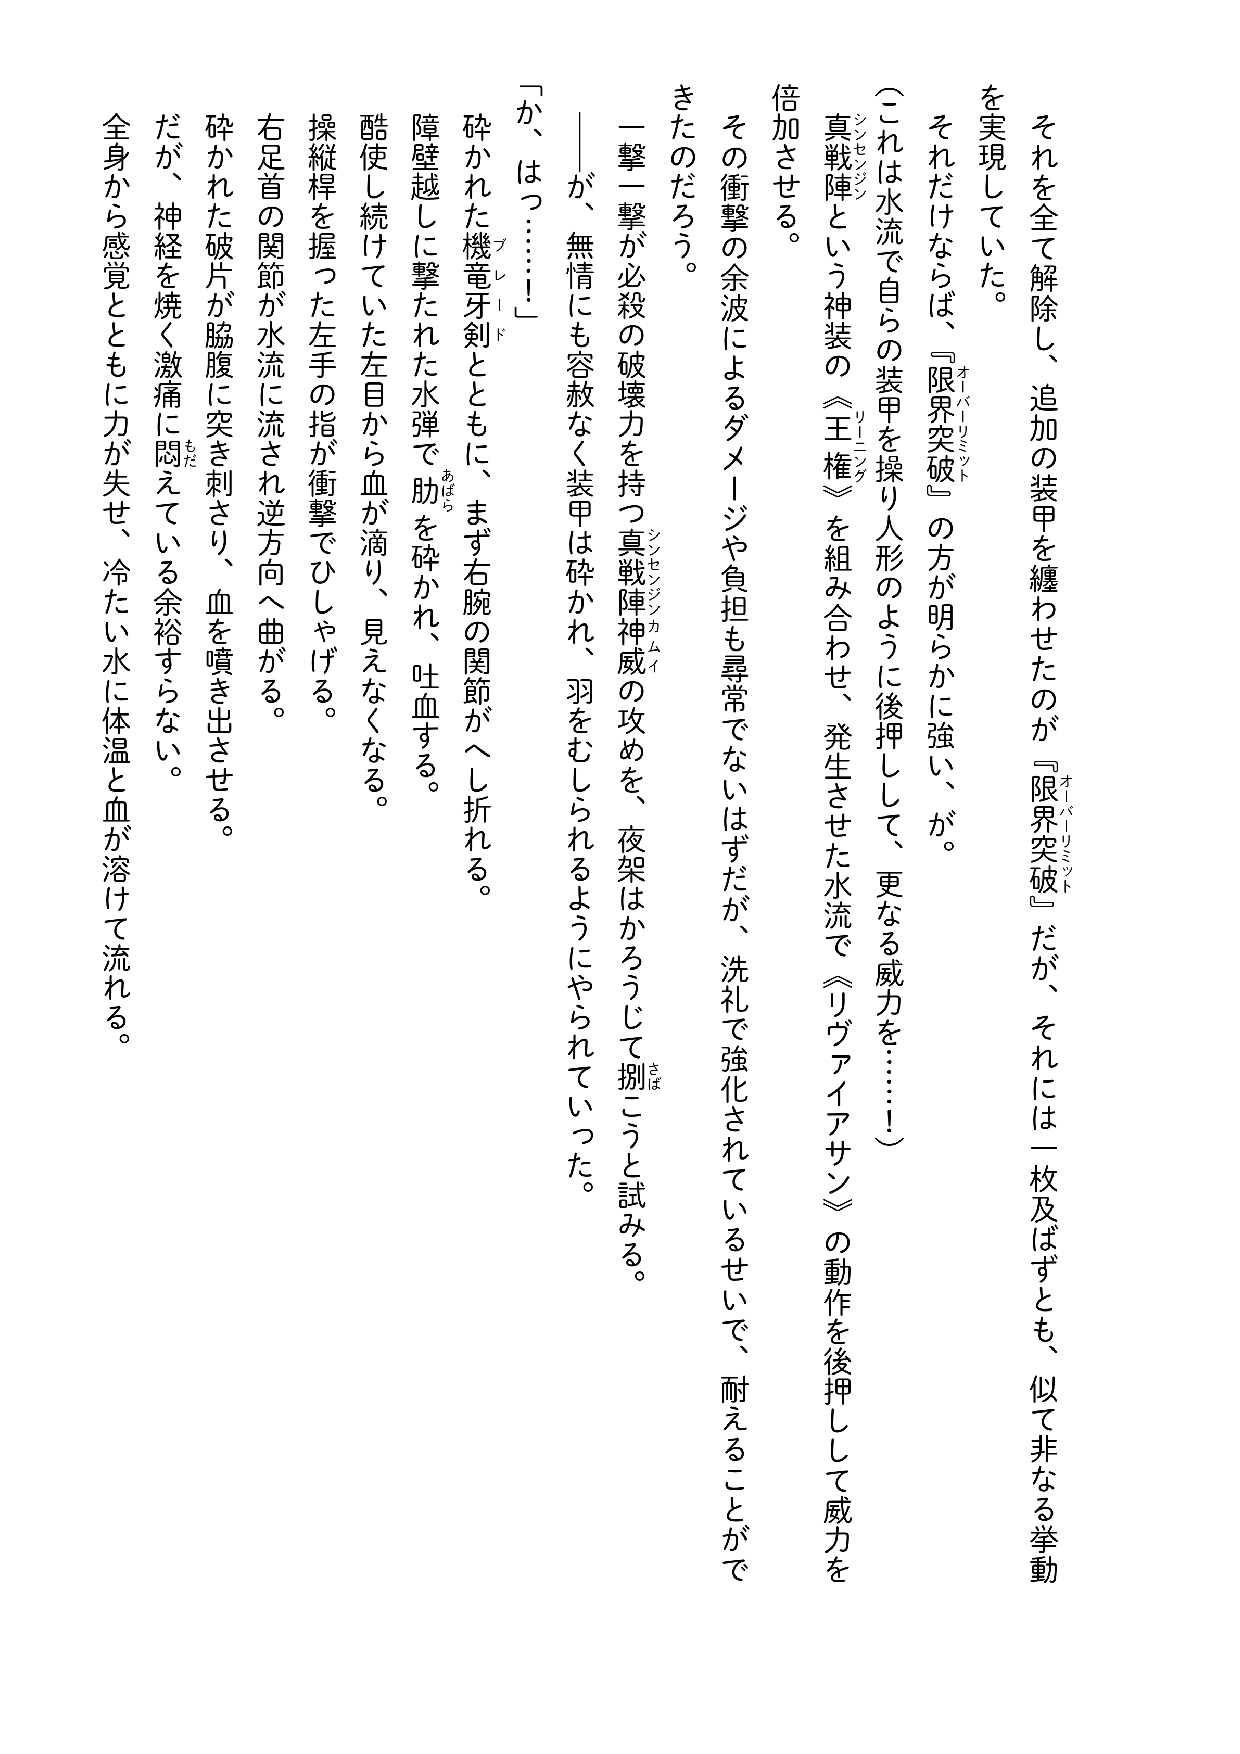 それを全て解除し、追加の装甲を纏わせたのが『限界突破』だが、それには一枚及ばずとも、似て非なる挙動
を実現していた。
それだけならば、『限界突破』の方が明らかに強い、が。
(これは水流で自らの装甲を操り人形のように後押しして、更なる威力を……！)
真戦陣という神装の《王権》を組み合わせ、発生させた水流で《リヴァイアサン》の動作を後押しして威力を
倍加させる。
その衝撃の余波によるダメージや負担も尋常でないはずだが、洗礼で強化されているせいで、耐えることがで
きたのだろう。
一撃一撃が必殺の破壊力を持つ真戦陣神威の攻めを、夜架はかろうじて捌こうと試みる。
――が、無情にも容赦なく装甲は砕かれ、羽をむしられるようにやられていった。
「か、はっ……！」
砕かれた機竜牙剣とともに、まず右腕の関節がへし折れる。
障壁越しに撃たれた水弾で肋を砕かれ、吐血する。
酷使し続けていた左目から血が滴り、見えなくなる。
操縦桿を握った左手の指が衝撃でひしゃげる。
右足首の関節が水流に流され逆方向へ曲がる。
砕かれた破片が脇腹に突き刺さり、血を噴き出させる。
だが、神経を焼く激痛に悶えている余裕すらない。
全身から感覚とともに力が失せ、冷たい水に体温と血が溶けて流れる。